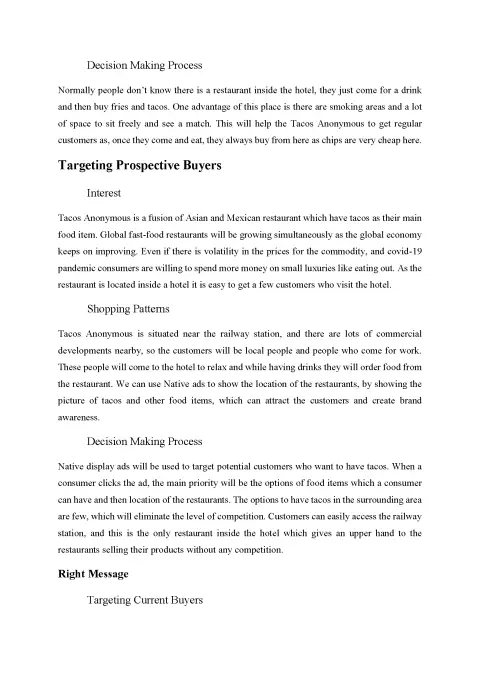 Decision Making Process
Normally people don't know there is a restaurant inside the hotel, they just come for a drink
and then buy fries and tacos. One advantage of this place is there are smoking areas and a lot
of space to sit freely and see a match. This will help the Tacos Anonymous to get regular
customers as, once they come and eat, they always buy from here as chips are very cheap here.
Targeting Prospective Buyers
Interest
Tacos Anonymous is a fusion of Asian and Mexican restaurant which have tacos as their main
food item. Global fast-food restaurants will be growing simultaneously as the global economy
keeps on improving. Even if there is volatility in the prices for the commodity, and covid-19
pandemic consumers are willing to spend more money on small luxuries like eating out. As the
restaurant is located inside a hotel it is easy to get a few customers who visit the hotel.
Shopping Patterns
Tacos Anonymous is situated near the railway station, and there are lots of commercial
developments nearby, so the customers will be local people and people who come for work.
These people will come to the hotel to relax and while having drinks they will order food from
the restaurant. We can use Native ads to show the location of the restaurants, by showing the
picture of tacos and other food items, which can attract the customers and create brand
awareness.
Decision Making Process
Native display ads will be used to target potential customers who want to have tacos. When a
consumer clicks the ad, the main priority will be the options of food items which a consumer
can have and then location of the restaurants. The options to have tacos in the surrounding area
are few, which will eliminate the level of competition. Customers can easily access the railway
station, and this is the only restaurant inside the hotel which gives an upper hand to the
restaurants selling their products without any competition.
Right Message
Targeting Current Buyers